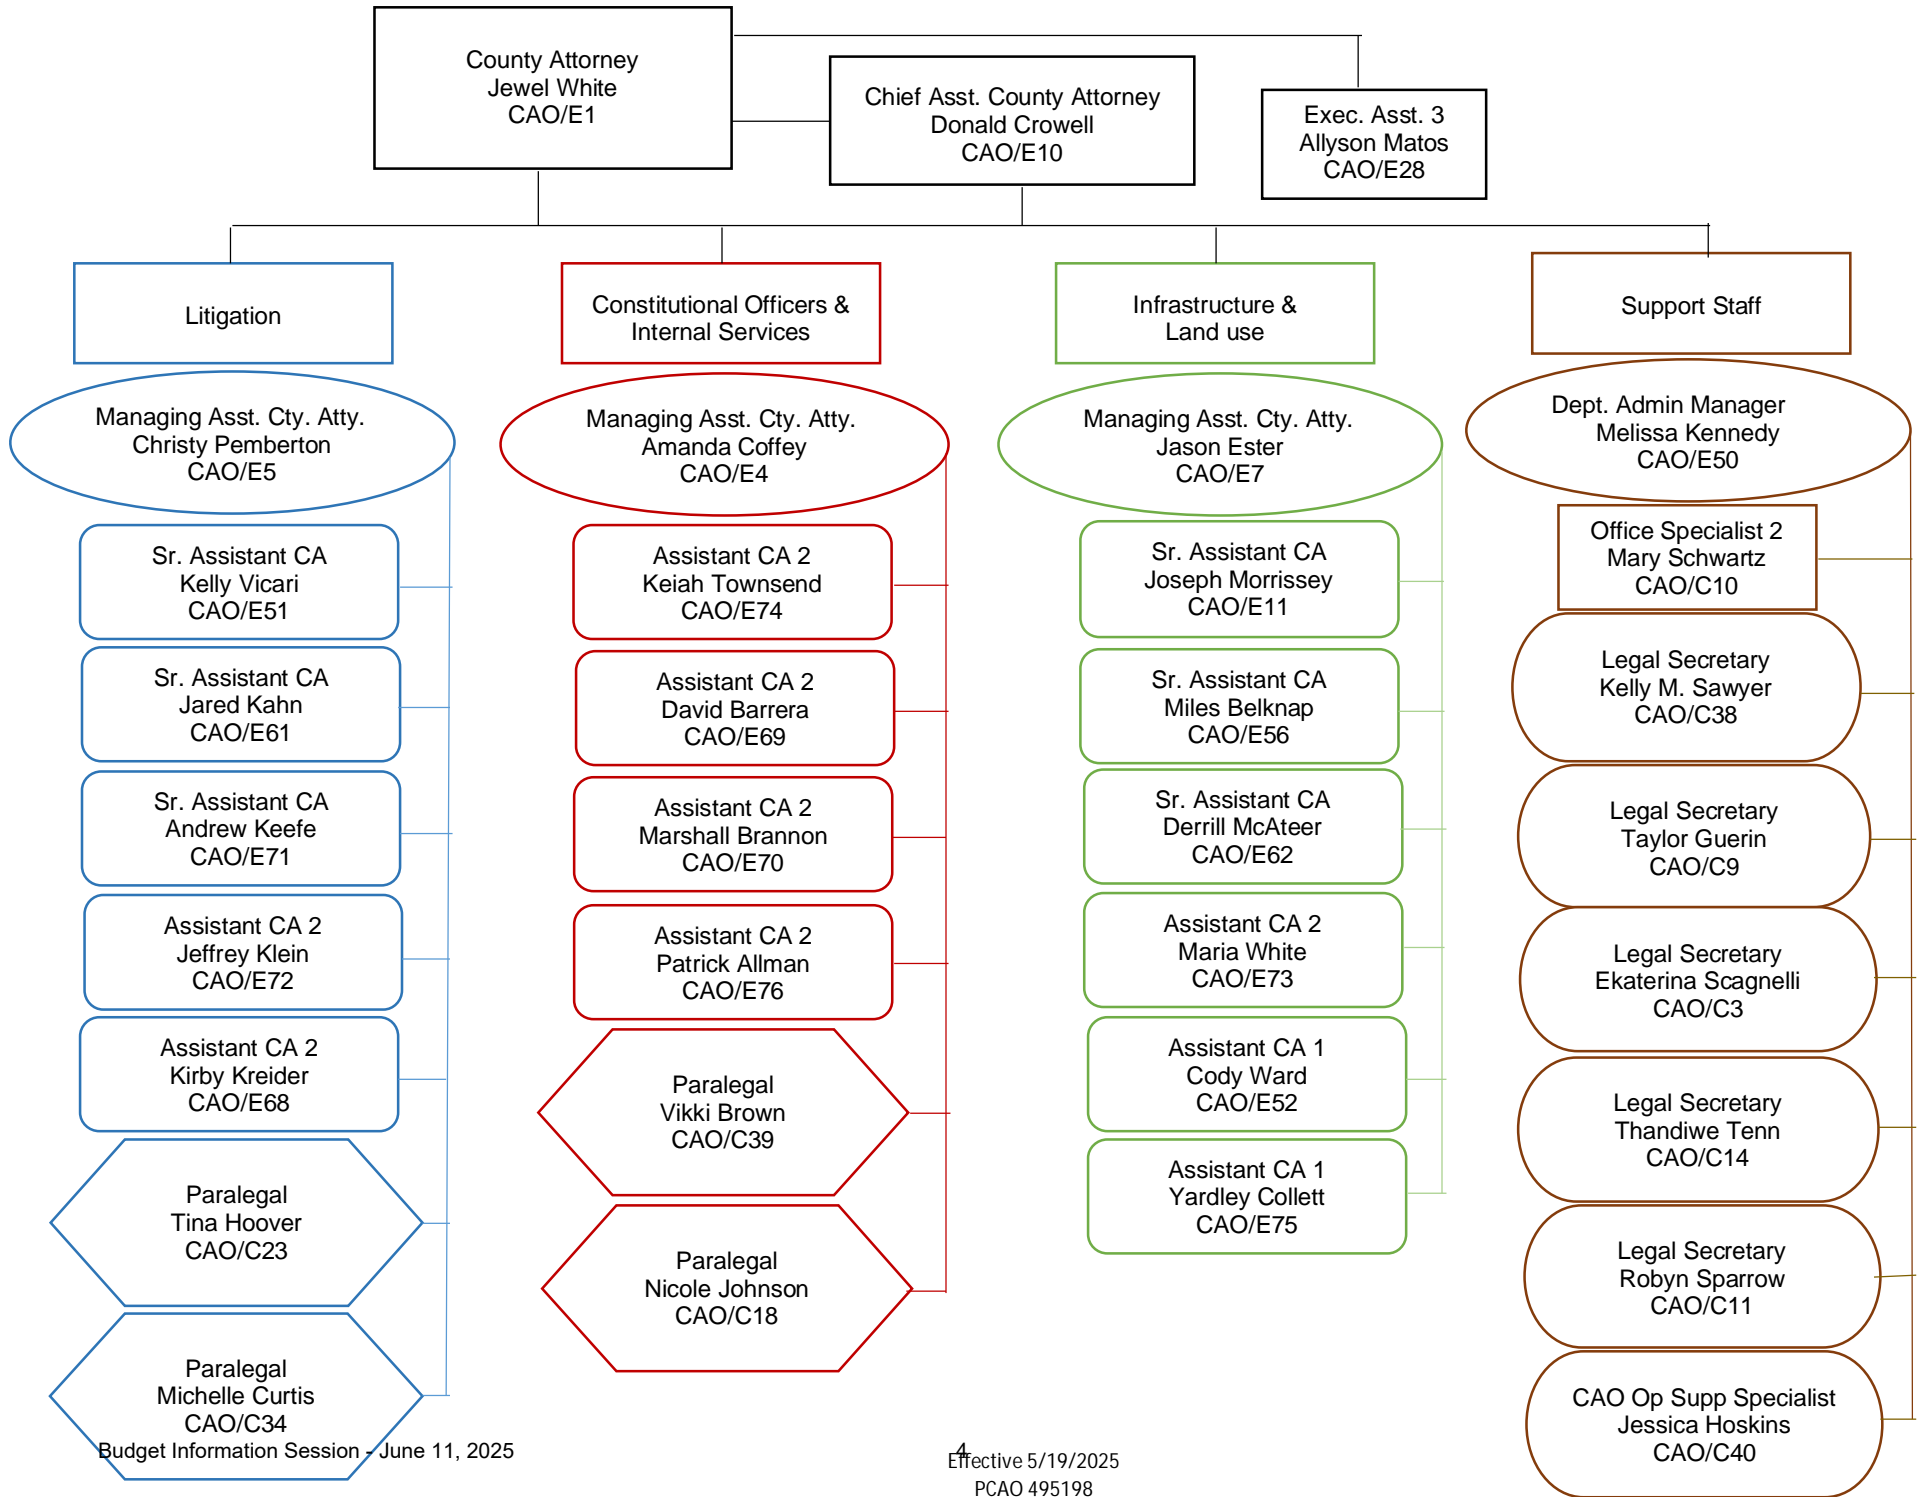 County Attorney
Jewel White
CAO/E1
Chief Asst. County Attorney
Donald Crowell
CAO/E10
Exec. Asst. 3
Allyson Matos
CAO/E28
Litigation
Managing Asst. Cty. Atty.
Christy Pemberton
CAO/E5
Sr. Assistant CA
Kelly Vicari
CAO/E51
Sr. Assistant CA
Jared Kahn
CAO/E61
Sr. Assistant CA
Andrew Keefe
CAO/E71
Assistant CA 2
Jeffrey Klein
CAO/E72
Assistant CA 2
Kirby Kreider
CAO/E68
Paralegal
Tina Hoover
CAO/C23
Paralegal
Michelle Curtis
CAO/C34
Constitutional Officers &
Internal Services
Managing Asst. Cty. Atty.
Amanda Coffey
CAO/E4
Assistant CA 2
Keiah Townsend
CAO/E74
Assistant CA 2
David Barrera
CAO/E69
Assistant CA 2
Marshall Brannon
CAO/E70
Assistant CA 2
Patrick Allman
CAO/E76
Paralegal
Vikki Brown
CAO/C39
Paralegal
Nicole Johnson
CAO/C18
Infrastructure &
Land use
Managing Asst. Cty. Atty.
Jason Ester
CAO/E7
Sr. Assistant CA
Joseph Morrissey
CAO/E11
Sr. Assistant CA
Miles Belknap
CAO/E56
Sr. Assistant CA
Derrill McAteer
CAO/E62
Assistant CA 2
Maria White
CAO/E73
Assistant CA 1
Cody Ward
CAO/E52
Assistant CA 1
Yardley Collett
CAO/E75
Support Staff
Dept. Admin Manager
Melissa Kennedy
CAO/E50
Office Specialist 2
Mary Schwartz
CAO/C10
Legal Secretary
Kelly M. Sawyer
CAO/C38
Legal Secretary
Taylor Guerin
CAO/C9
Legal Secretary
Ekaterina Scagnelli
CAO/C3
Legal Secretary
Thandiwe Tenn
CAO/C14
Legal Secretary
Robyn Sparrow
CAO/C11
CAO Op Supp Specialist
Jessica Hoskins
CAO/C40
Budget Information Session - June 11, 2025
4
Effective 5/19/2025
PCAO 495198